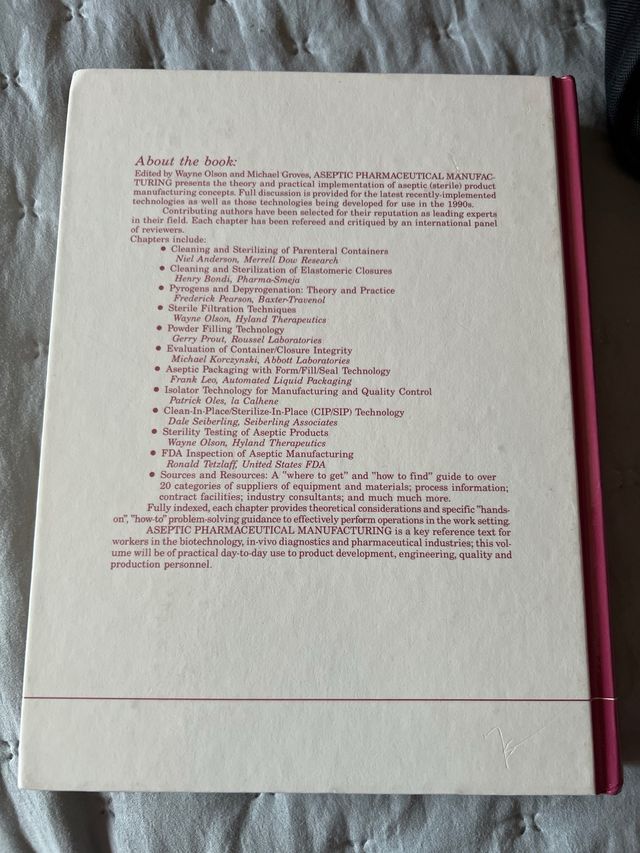 About the book:
Edited by Wayne Olson and Michael Groves, ASEPTIC PHARMACEUTICAL MANUFAC-
TURING presents the theory and practical implementation of aseptic (sterile) product
manufacturing concepts. Full discussion is provided for the latest recently-implemented
technologies as well as those technologies being developed for use in the 1990s.
Contributing authors have been selected for their reputation as leading experts
in their field. Each chapter has been refereed and critiqued by an international panel
of reviewers.
Chapters include:
• Cleaning and Sterilizing of Parenteral Containers
Niel Anderson, Merrell Dow Research
• Cleaning and Sterilization of Elastomeric Closures
Henry Bondi, Pharma-Smeja
• Pyrogens and Depyrogenation: Theory and Practice
Frederick Pearson, Baxter-Travenol
• Sterile Filtration Techniques
Wayne Olson, Hyland Therapeutics
• Powder Filling Technology
Gerry Prout, Roussel Laboratories
• Evaluation of Container/Closure Integrity
Michael Korczynski, Abbott Laboratories
• Aseptic Packaging with Form/Fill/Seal Technology
Frank Leo, Automated Liquid Packaging
• Isolator Technology for Manufacturing and Quality Control
Patrick Oles, la Calhene
• Clean-In-Place/Sterilize-In-Place (CIP/SIP) Technology
Dale Seiberling, Seiberling Associates
• Sterility Testing of Aseptic Products
Wayne Olson, Hyland Therapeutics
• FDA Inspection of Aseptic Manufacturing
Ronald Tetzlaff, United States FDA
• Sources and Resources: A "where to get" and "how to find" guide to over
20 categories of suppliers of equipment and materials; process information;
contract facilities; industry consultants; and much much more.
Fully indexed, each chapter provides theoretical considerations and specific "hands-
on", "how-to" problem-solving guidance to effectively perform operations in the work setting.
ASEPTIC PHARMACEUTICAL MANUFACTURING is a key reference text for
workers in the biotechnology, in-vivo diagnostics and pharmaceutical industries; this vol-
ume will be of practical day-to-day use to product development, engineering, quality and
production personnel.